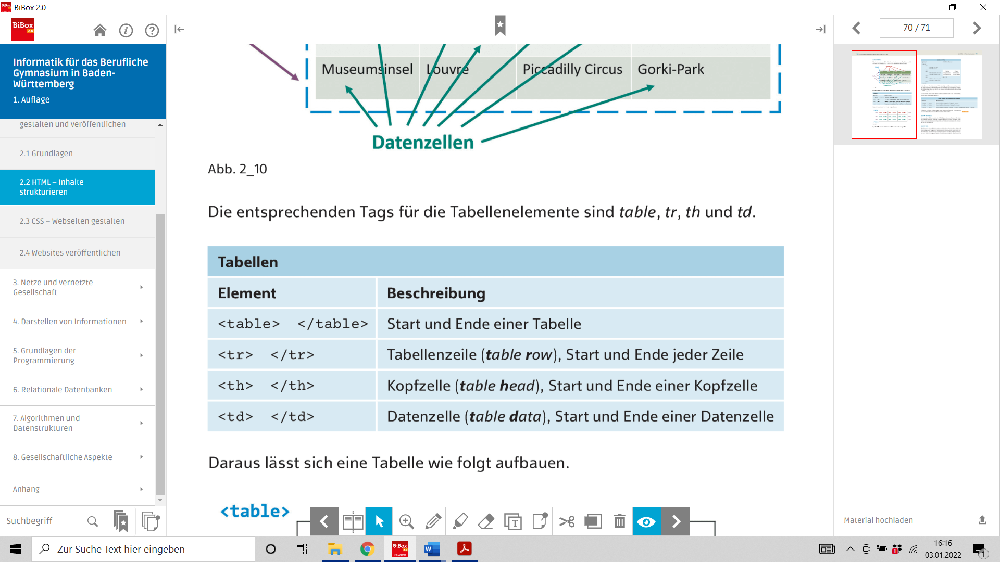 BiBox 2.0
BiBox
2.0
70 / 71
Informatik für das Berufliche
Gymnasium in Baden-
Württemberg
1. Auflage
gestalten und veröffentlichen
2.1 Grundlagen
2.2 HTML – Inhalte
strukturieren
2.3 CSS – Webseiten gestalten
2.4 Websites veröffentlichen
3. Netze und vernetzte
Gesellschaft
4. Darstellen von Informationen
5. Grundlagen der
Programmierung
6. Relationale Datenbanken
7. Algorithmen und
Datenstrukturen
8. Gesellschaftliche Aspekte
Anhang
Suchbegriff
Museumsinsel Louvre Piccadilly Circus Gorki-Park
Datenzellen
Abb. 2_10
Die entsprechenden Tags für die Tabellenelemente sind table, tr, th und td.
Tabellen
Element Beschreibung
<table> </table> Start und Ende einer Tabelle
<tr> </tr> Tabellenzeile (table row), Start und Ende jeder Zeile
<th> </th> Kopfzelle (table head), Start und Ende einer Kopfzelle
<td> </td> Datenzelle (table data), Start und Ende einer Datenzelle
Daraus lässt sich eine Tabelle wie folgt aufbauen.
<table>
Material hochladen
Zur Suche Text hier eingeben
BiBox
2.0
16:16
03.01.2022
1
1